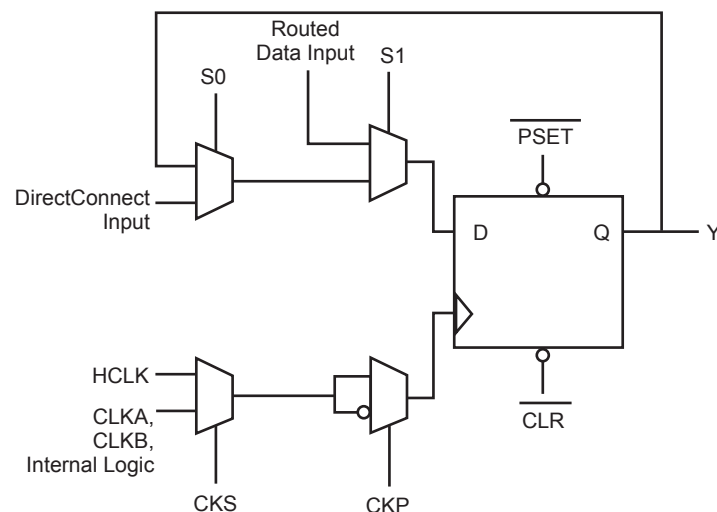 Routed
Data Input
S1
S0
PSET
DirectConnect
Input
D
Q
Y
HCLK
CLKA,
CLKB,
Internal Logic
CLR
CKS
CKP